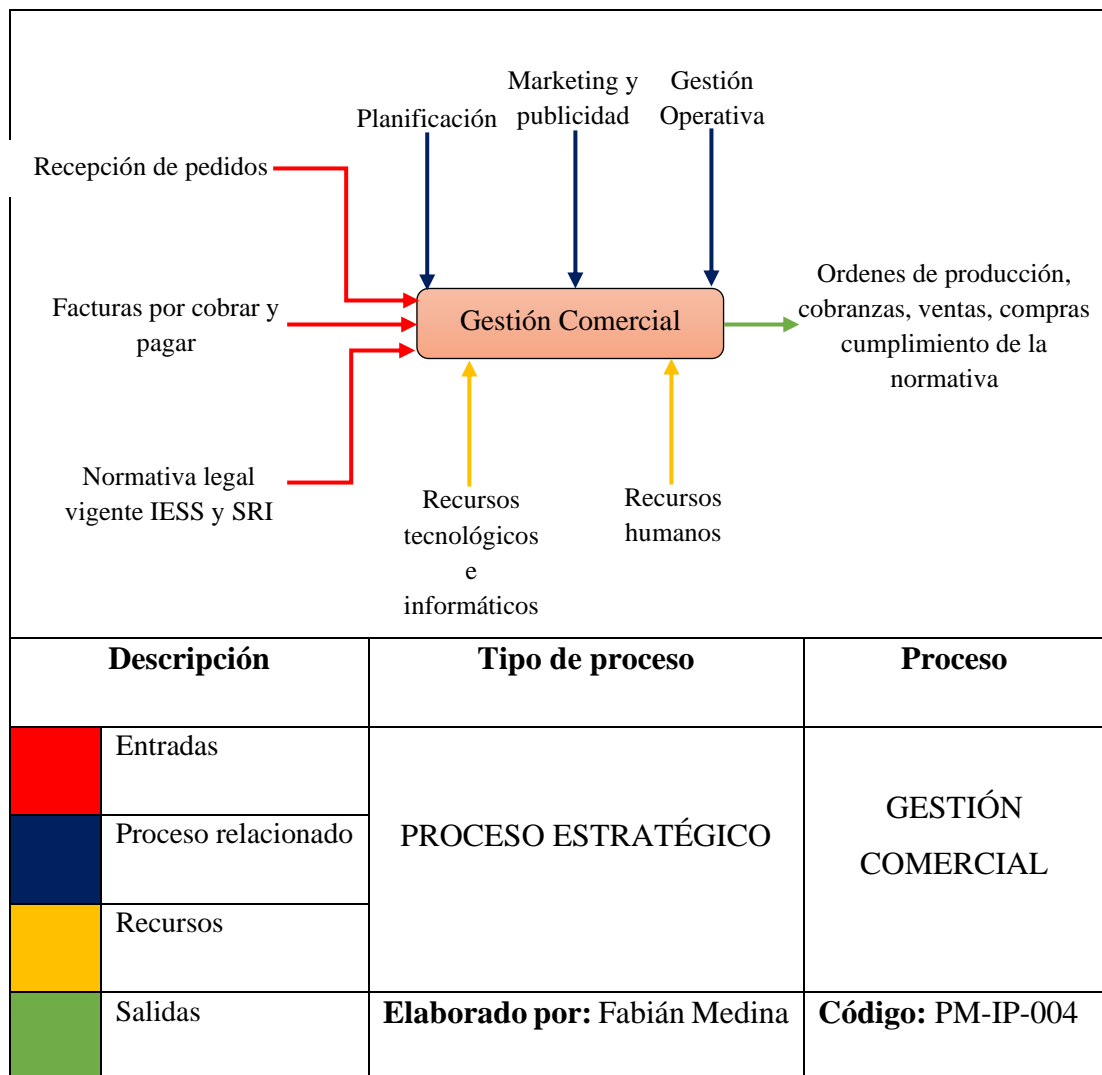 Marketing y
publicidad
Gestión
Operativa
Planificación
Recepción de pedidos
Facturas por cobrar y
pagar
Gestión Comercial
Ordenes de producción,
cobranzas, ventas, compras
cumplimiento de la
normativa
Normativa legal
vigente IESS y SRI
Recursos
tecnológicos
e
informáticos
Recursos
humanos
Descripción
Tipo de proceso
Proceso
Entradas
Proceso relacionado
Recursos
PROCESO ESTRATÉGICO
GESTIÓN
COMERCIAL
Salidas
Elaborado por: Fabián Medina
Código: PM-IP-004